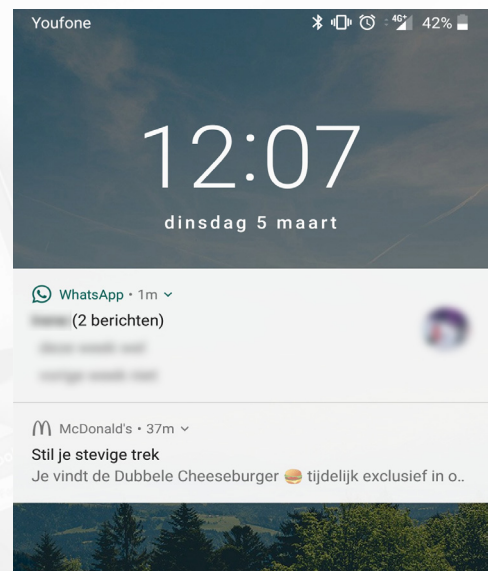 Youfone 4G+ 42%
12:07
dinsdag 5 maart
WhatsApp • 1m
(2 berichten)
McDonald's • 37m
Stil je stevige trek
Je vindt de Dubbele Cheeseburger 🍔 tijdelijk exclusief in o..